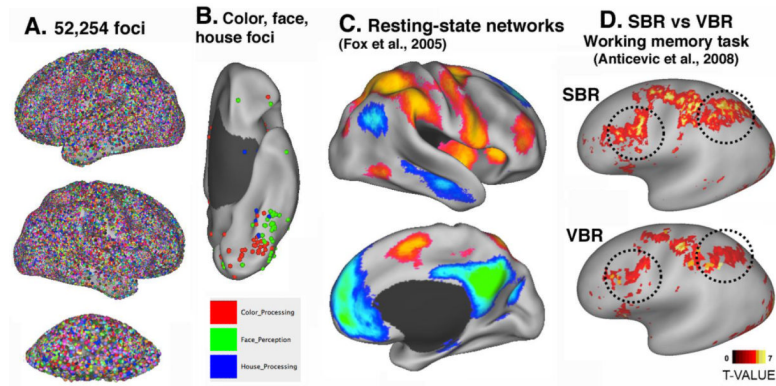 A. 52,254 foci
B. Color, face,
house foci
Color_Processing
Face_Perception
House_Processing
C. Resting-state networks
(Fox et al., 2005)
D. SBR vs VBR
Working memory task
(Anticevic et al., 2008)
SBR
VBR
0 7
T-VALUE